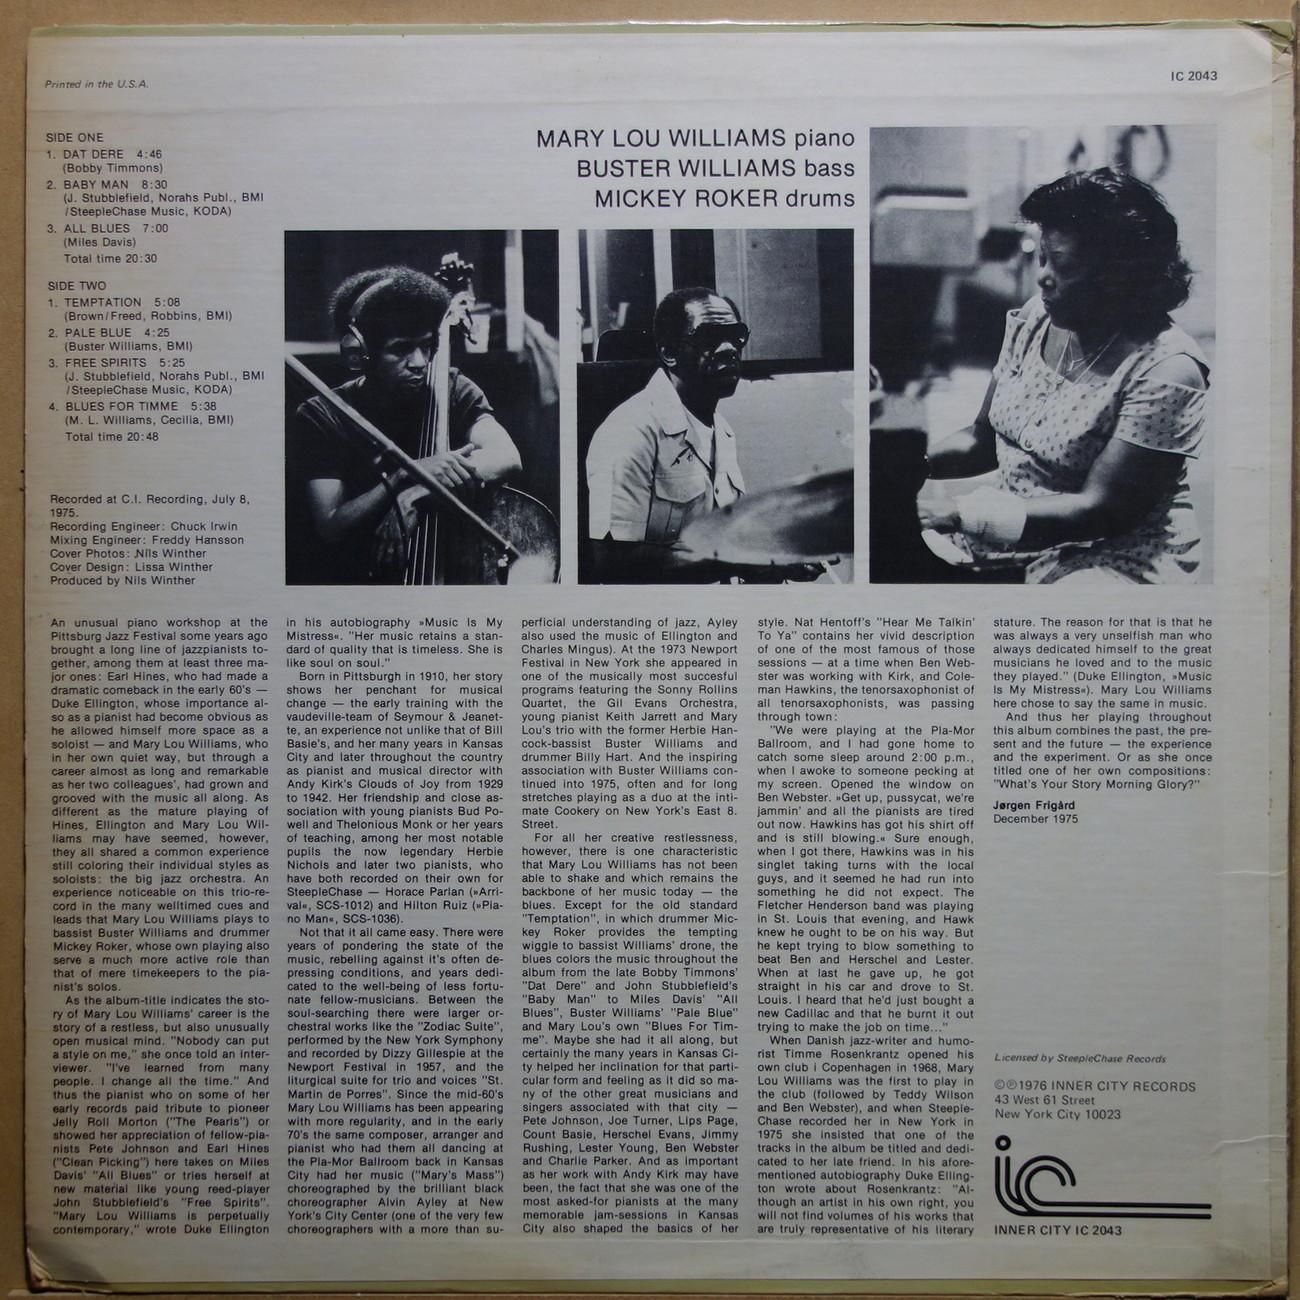 Printed in the U.S.A.
IC 2043
SIDE ONE
1. DAT DERE 4:46
(Bobby Timmons)
2. BABY MAN 8:30
(J. Stubblefield, Norahs Publ., BMI
/SteepleChase Music, KODA)
3. ALL BLUES 7:00
(Miles Davis)
Total time 20:30
SIDE TWO
1. TEMPTATION 5:08
(Brown/Freed, Robbins, BMI)
2. PALE BLUE 4:25
(Buster Williams, BMI)
3. FREE SPIRITS 5:25
(J. Stubblefield, Norahs Publ., BMI
/SteepleChase Music, KODA)
4. BLUES FOR TIMME 5:38
(M. L. Williams, Cecilia, BMI)
Total time 20:48
Recorded at C.I. Recording, July 8,
1975.
Recording Engineer: Chuck Irwin
Mixing Engineer: Freddy Hansson
Cover Photos: Nils Winther
Cover Design: Lissa Winther
Produced by Nils Winther
MARY LOU WILLIAMS piano
BUSTER WILLIAMS bass
MICKEY ROKER drums
An unusual piano workshop at the
Pittsburg Jazz Festival some years ago
brought a long line of jazzpianists to-
gether, among them at least three ma-
jor ones: Earl Hines, who had made a
dramatic comeback in the early 60's —
Duke Ellington, whose importance al-
so as a pianist had become obvious as
he allowed himself more space as a
soloist — and Mary Lou Williams, who
in her own quiet way, but through a
career almost as long and remarkable
as her two colleagues', had grown and
grooved with the music all along. As
different as the mature playing of
Hines, Ellington and Mary Lou Wil-
liams may have seemed, however,
they all shared a common experience
still coloring their individual styles as
soloists: the big jazz orchestra. An
experience noticeable on this trio-re-
cord in the many welltimed cues and
leads that Mary Lou Williams plays to
bassist Buster Williams and drummer
Mickey Roker, whose own playing also
serve a much more active role than
that of mere timekeepers to the pia-
nist's solos.
As the album-title indicates the sto-
ry of Mary Lou Williams' career is the
story of a restless, but also unusually
open musical mind. "Nobody can put
a style on me," she once told an inter-
viewer. "I've learned from many
people. I change all the time." And
thus the pianist who on some of her
early records paid tribute to pioneer
Jelly Roll Morton ("The Pearls") or
showed her appreciation of fellow-pia-
nists Pete Johnson and Earl Hines
("Clean Picking") here takes on Miles
Davis' "All Blues" or tries herself at
new material like young reed-player
John Stubblefield's "Free Spirits".
"Mary Lou Williams is perpetually
contemporary," wrote Duke Ellington
in his autobiography »Music Is My
Mistress«. "Her music retains a stan-
dard of quality that is timeless. She is
like soul on soul."
Born in Pittsburgh in 1910, her story
shows her penchant for musical
change — the early training with the
vaudeville-team of Seymour & Jeanet-
te, an experience not unlike that of Bill
Basie's, and her many years in Kansas
City and later throughout the country
as pianist and musical director with
Andy Kirk's Clouds of Joy from 1929
to 1942. Her friendship and close as-
sociation with young pianists Bud Po-
well and Thelonious Monk or her years
of teaching, among her most notable
pupils the now legendary Herbie
Nichols and later two pianists, who
have both recorded on their own for
SteepleChase — Horace Parlan (»Arri-
val«, SCS-1012) and Hilton Ruiz (»Pia-
no Man«, SCS-1036).
Not that it all came easy. There were
years of pondering the state of the
music, rebelling against it's often de-
pressing conditions, and years dedi-
cated to the well-being of less fortu-
nate fellow-musicians. Between the
soul-searching there were larger or-
chestral works like the "Zodiac Suite",
performed by the New York Symphony
and recorded by Dizzy Gillespie at the
Newport Festival in 1957, and the
liturgical suite for trio and voices "St.
Martin de Porres". Since the mid-60's
Mary Lou Williams has been appearing
with more regularity, and in the early
70's the same composer, arranger and
pianist who had them all dancing at
the Pla-Mor Ballroom back in Kansas
City had her music ("Mary's Mass")
choreographed by the brilliant black
choreographer Alvin Ayley at New
York's City Center (one of the very few
choreographers with a more than su-
perficial understanding of jazz, Ayley
also used the music of Ellington and
Charles Mingus). At the 1973 Newport
Festival in New York she appeared in
one of the musically most succesful
programs featuring the Sonny Rollins
Quartet, the Gil Evans Orchestra,
young pianist Keith Jarrett and Mary
Lou's trio with the former Herbie Han-
cock-bassist Buster Williams and
drummer Billy Hart. And the inspiring
association with Buster Williams con-
tinued into 1975, often and for long
stretches playing as a duo at the inti-
mate Cookery on New York's East 8.
Street.
For all her creative restlessness,
however, there is one characteristic
that Mary Lou Williams has not been
able to shake and which remains the
backbone of her music today — the
blues. Except for the old standard
"Temptation", in which drummer Mic-
key Roker provides the tempting
wiggle to bassist Williams' drone, the
blues colors the music throughout the
album from the late Bobby Timmons'
"Dat Dere" and John Stubblefield's
"Baby Man" to Miles Davis' "All
Blues", Buster Williams' "Pale Blue"
and Mary Lou's own "Blues For Tim-
me". Maybe she had it all along, but
certainly the many years in Kansas Ci-
ty helped her inclination for that parti-
cular form and feeling as it did so ma-
ny of the other great musicians and
singers associated with that city —
Pete Johnson, Joe Turner, Lips Page,
Count Basie, Herschel Evans, Jimmy
Rushing, Lester Young, Ben Webster
and Charlie Parker. And as important
as her work with Andy Kirk may have
been, the fact that she was one of the
most asked-for pianists at the many
memorable jam-sessions in Kansas
City also shaped the basics of her
style. Nat Hentoff's "Hear Me Talkin'
To Ya" contains her vivid description
of one of the most famous of those
sessions — at a time when Ben Web-
ster was working with Kirk, and Cole-
man Hawkins, the tenorsaxophonist of
all tenorsaxophonists, was passing
through town:
"We were playing at the Pla-Mor
Ballroom, and I had gone home to
catch some sleep around 2:00 p.m.,
when I awoke to someone pecking at
my screen. Opened the window on
Ben Webster. »Get up, pussycat, we're
jammin' and all the pianists are tired
out now. Hawkins has got his shirt off
and is still blowing.« Sure enough,
when I got there, Hawkins was in his
singlet taking turns with the local
guys, and it seemed he had run into
something he did not expect. The
Fletcher Henderson band was playing
in St. Louis that evening, and Hawk
knew he ought to be on his way. But
he kept trying to blow something to
beat Ben and Herschel and Lester.
When at last he gave up, he got
straight in his car and drove to St.
Louis. I heard that he'd just bought a
new Cadillac and that he burnt it out
trying to make the job on time..."
When Danish jazz-writer and humo-
rist Timme Rosenkrantz opened his
own club i Copenhagen in 1968, Mary
Lou Williams was the first to play in
the club (followed by Teddy Wilson
and Ben Webster), and when Steeple-
Chase recorded her in New York in
1975 she insisted that one of the
tracks in the album be titled and dedi-
cated to her late friend. In his afore-
mentioned autobiography Duke Elling-
ton wrote about Rosenkrantz: "Al-
though an artist in his own right, you
will not find volumes of his works that
are truly representative of his literary
stature. The reason for that is that he
was always a very unselfish man who
always dedicated himself to the great
musicians he loved and to the music
they played." (Duke Ellington, »Music
Is My Mistress«). Mary Lou Williams
here chose to say the same in music.
And thus her playing throughout
this album combines the past, the pre-
sent and the future — the experience
and the experiment. Or as she once
titled one of her own compositions:
"What's Your Story Morning Glory?"
Jørgen Frigård
December 1975
Licensed by SteepleChase Records
©℗1976 INNER CITY RECORDS
43 West 61 Street
New York City 10023
ic
INNER CITY IC 2043